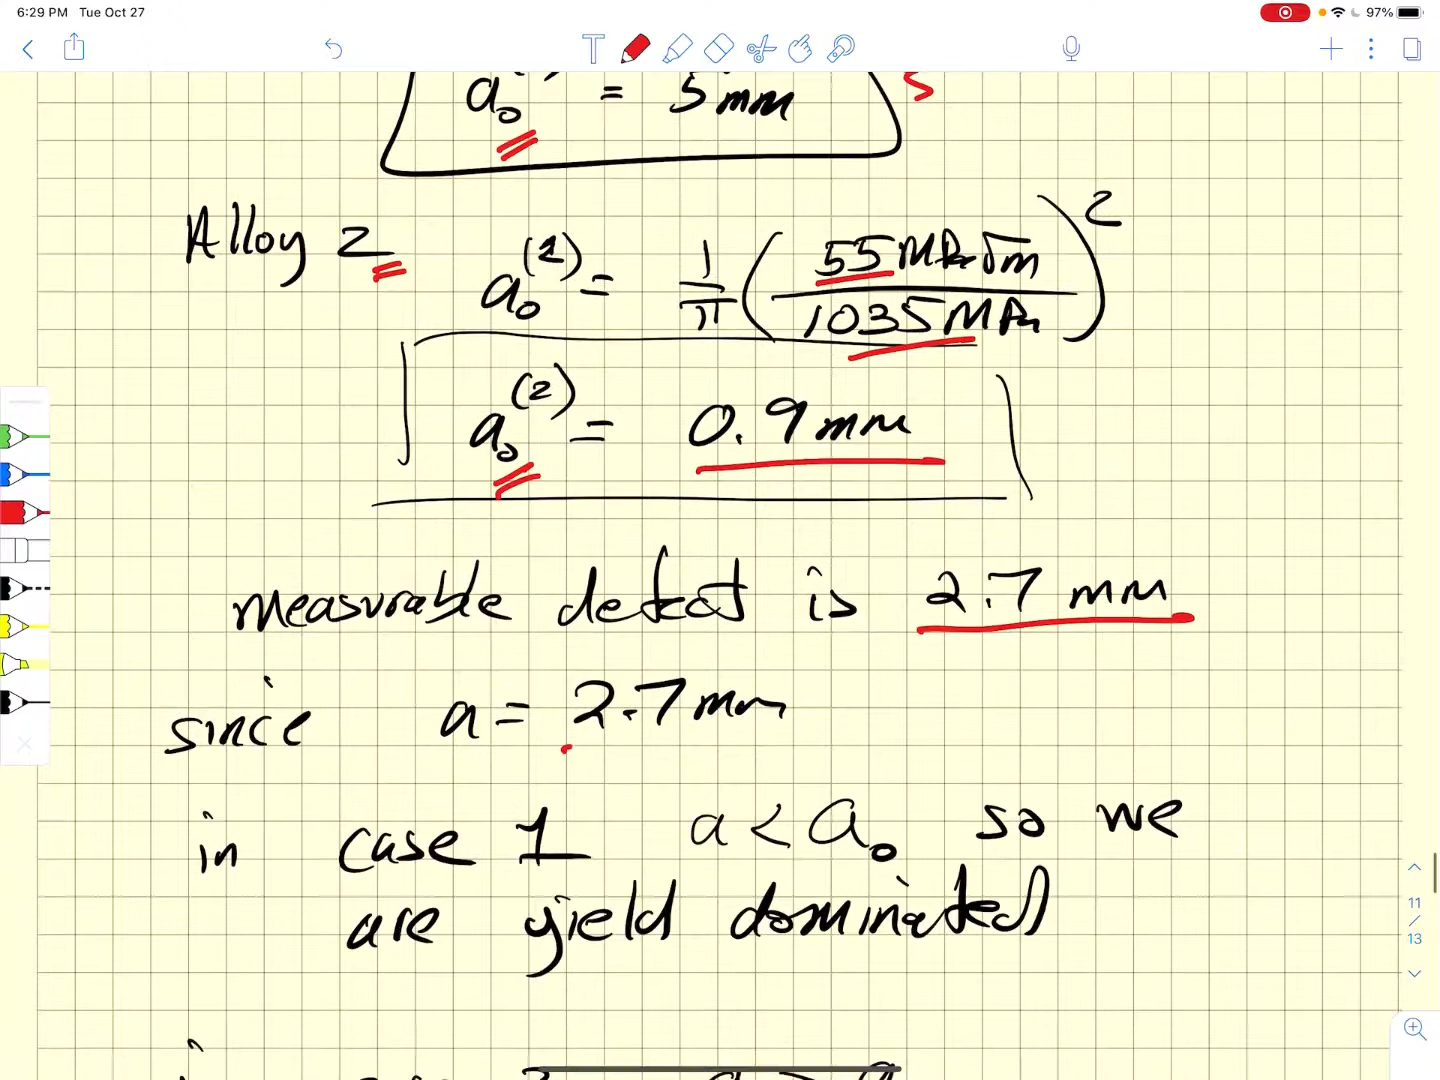 6:29 PM Tue Oct 27
97%
a₀ = 5 mm
Alloy 2
a₀⁽²⁾ = 1/π (55 MPa√m / 1035 MPa)²
a₀⁽²⁾ = 0.9 mm
measurable defect is 2.7 mm
since a = 2.7 mm
in case 1 a < a₀ so we
are yield dominated
11
/
13